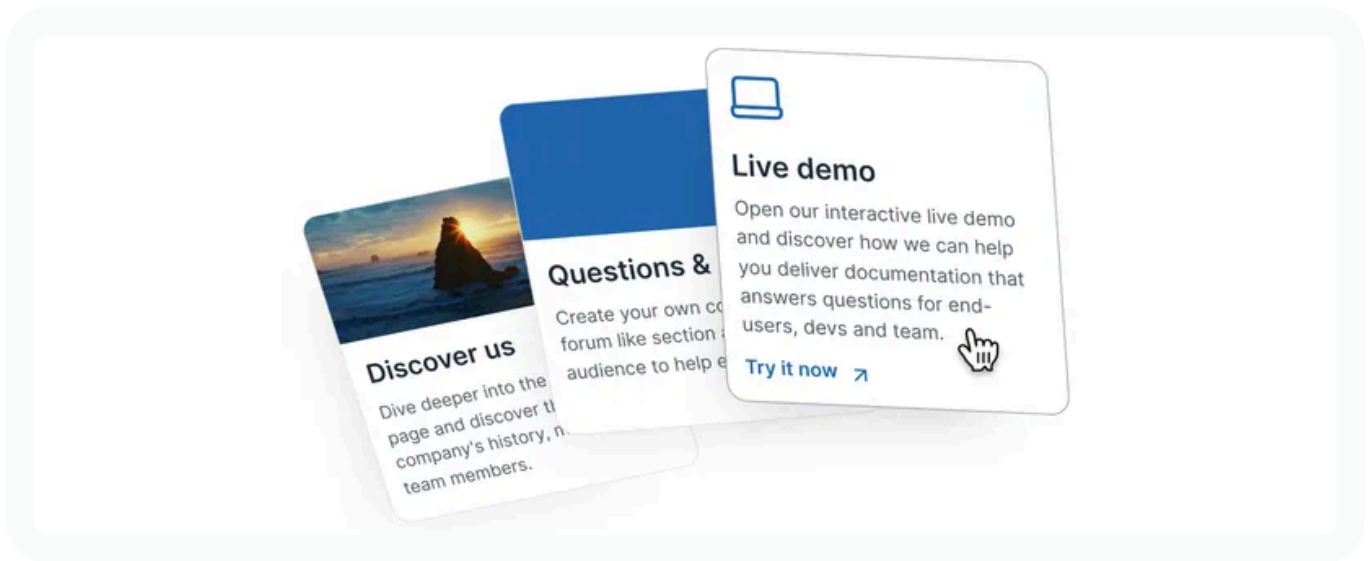 Discover us
Dive deeper into the
page and discover
company's history,
team members.
Questions &
Create your own
forum like section
audience to help
Live demo
Open our interactive live demo
and discover how we can help
you deliver documentation that
answers questions for end-
users, devs and team.
Try it now